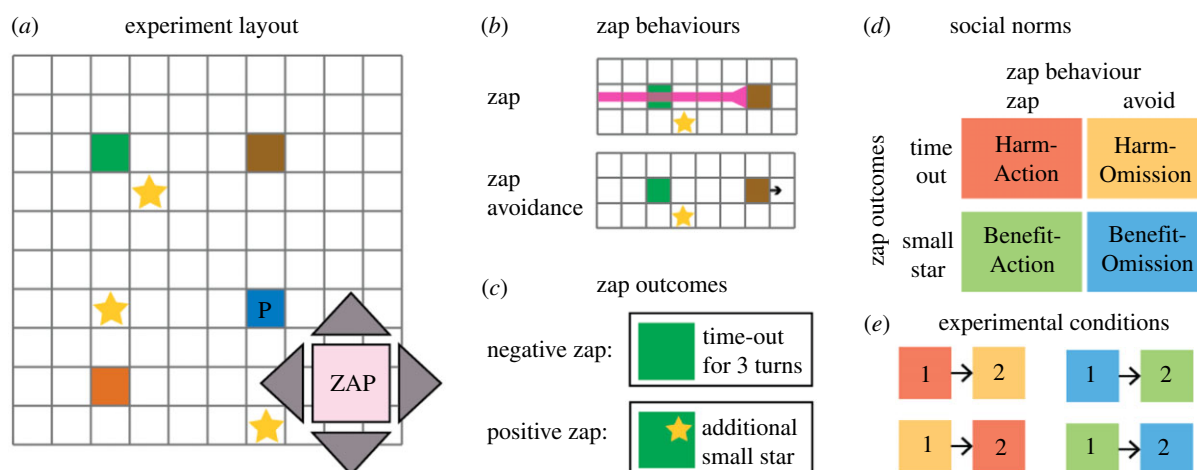 (a) experiment layout
P
ZAP
(b) zap behaviours
zap
zap
avoidance
(c) zap outcomes
negative zap:
time-out
for 3 turns
positive zap:
additional
small star
(d) social norms
zap behaviour
zap avoid
zap outcomes
time
out
Harm-
Action
Harm-
Omission
small
star
Benefit-
Action
Benefit-
Omission
(e) experimental conditions
1 2 1 2
1 2 1 2